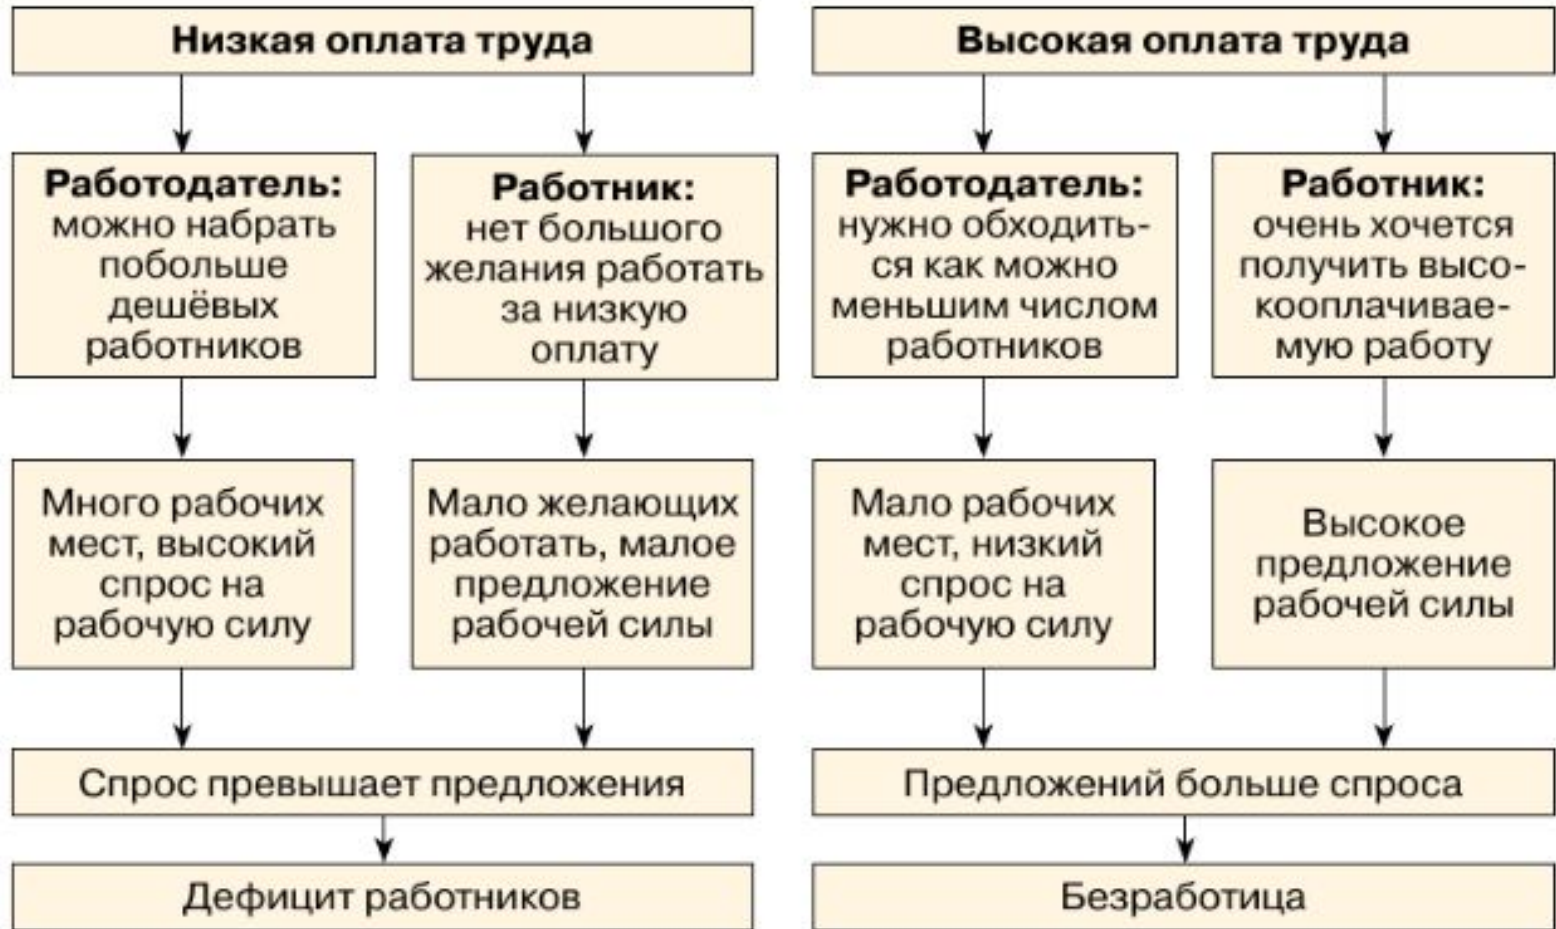 Низкая оплата труда
Высокая оплата труда
Работодатель:
можно набрать
побольше
дешёвых
работников
Работник:
нет большого
желания работать
за низкую
оплату
Работодатель:
нужно обходить-
ся как можно
меньшим числом
работников
Работник:
очень хочется
получить высо-
кооплачивае-
мую работу
Много рабочих
мест, высокий
спрос на
рабочую силу
Мало желающих
работать, малое
предложение
рабочей силы
Мало рабочих
мест, низкий
спрос на
рабочую силу
Высокое
предложение
рабочей силы
Спрос превышает предложения
Предложений больше спроса
Дефицит работников
Безработица